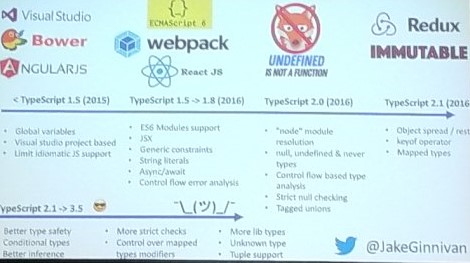 Visual Studio
Bower
NGULARJS
{}
ECMAScript 6
webpack
React JS
UNDEFINED
IS NOT A FUNCTION
Redux
IMMUTABLE
< TypeScript 1.5 (2015)
TypeScript 1.5 -> 1.8 (2016)
TypeScript 2.0 (2016)
TypeScript 2.1 (2016
• Global variables
• Visual studio project based
• Limit idiomatic JS support
• ES6 Modules support
• JSX
• Generic constraints
• String literals
• Async/await
• Control flow error analysis
• "node" module
resolution
• null, undefined & never
types
• Control flow based type
analysis
• Strict null checking
• Tagged unions
• Object spread / rest
• keyof operator
• Mapped types
ypeScript 2.1 -> 3.5
¯\_(ツ)_/¯
Better type safety
Conditional types
Better inference
• More strict checks
• Control over mapped
types modifiers
• More lib types
• Unknown type
• Tuple support
@JakeGinnivan